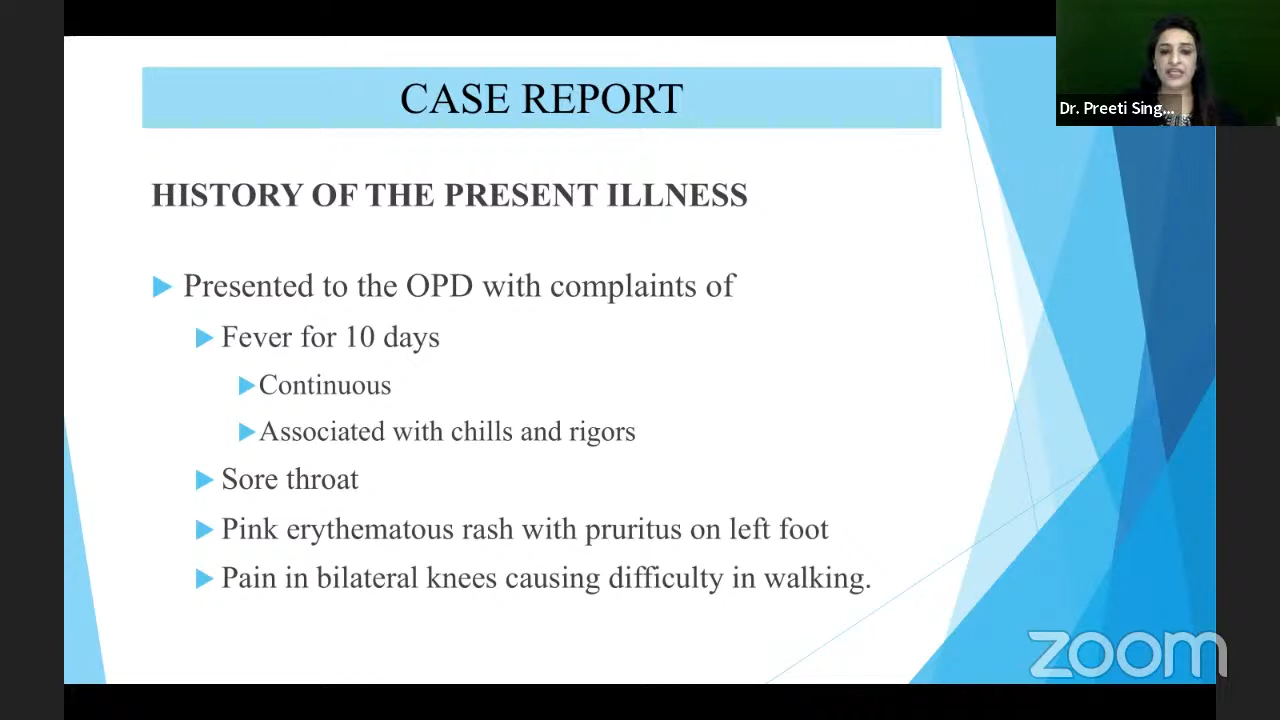 CASE REPORT
Dr. Preeti Sing...
HISTORY OF THE PRESENT ILLNESS
Presented to the OPD with complaints of
Fever for 10 days
Continuous
Associated with chills and rigors
Sore throat
Pink erythematous rash with pruritus on left foot
Pain in bilateral knees causing difficulty in walking.
zoom